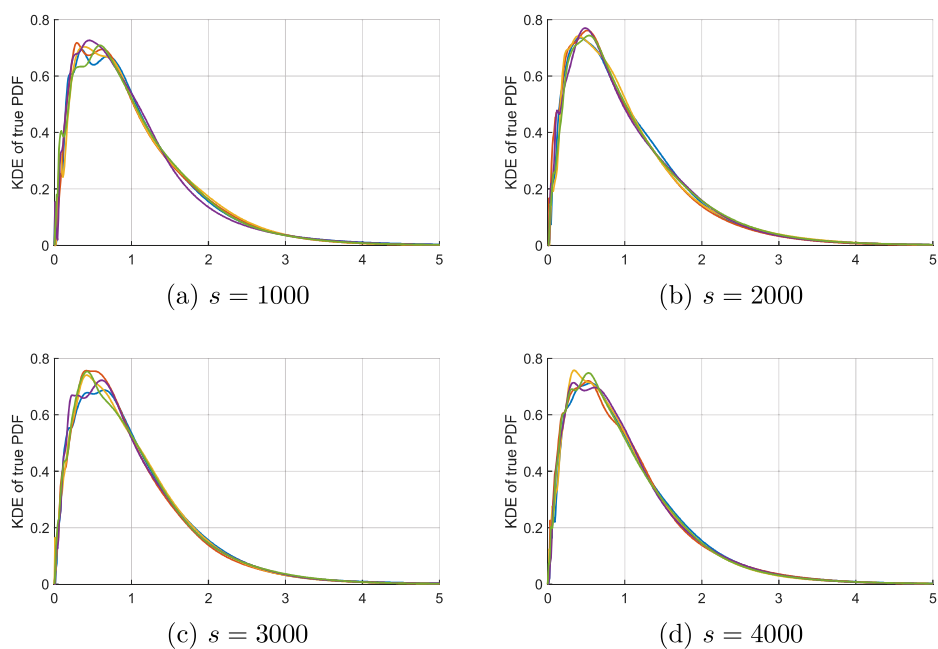 KDE of true PDF
0.8
0.6
0.4
0.2
0
0 1 2 3 4 5
(a) s = 1000
KDE of true PDF
0.8
0.6
0.4
0.2
0
0 1 2 3 4 5
(b) s = 2000
KDE of true PDF
0.8
0.6
0.4
0.2
0
0 1 2 3 4 5
(c) s = 3000
KDE of true PDF
0.8
0.6
0.4
0.2
0
0 1 2 3 4 5
(d) s = 4000